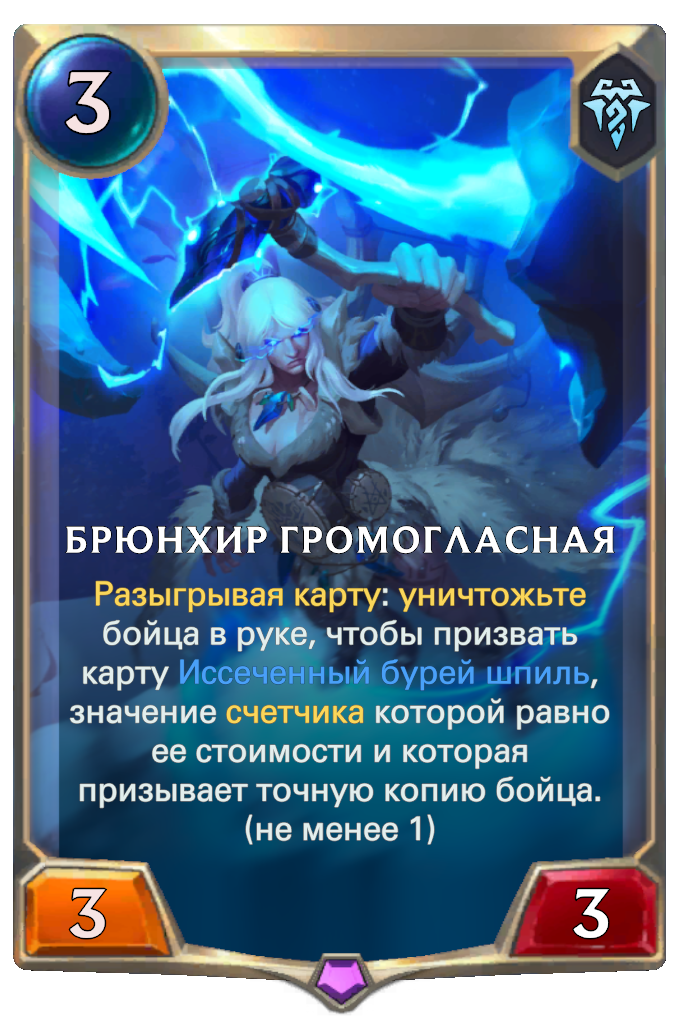 3
БРЮНХИР ГРОМОГЛАСНАЯ
Разыгрывая карту: уничтожьте
бойца в руке, чтобы призвать
карту Иссеченный бурей шпиль,
значение счетчика которой равно
ее стоимости и которая
призывает точную копию бойца.
(не менее 1)
3
3